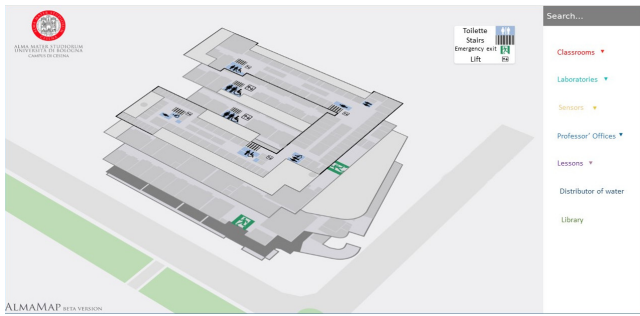 ALMA MATER STUDIORUM
UNIVERSITÀ DI BOLOGNA
CAMPUS DI CESENA
Toilette
Stairs
Emergency exit
Lift
Search...
Classrooms
Laboratories
Sensors
Professor' Offices
Lessons
Distributor of water
Library
ALMAMAP BETA VERSION